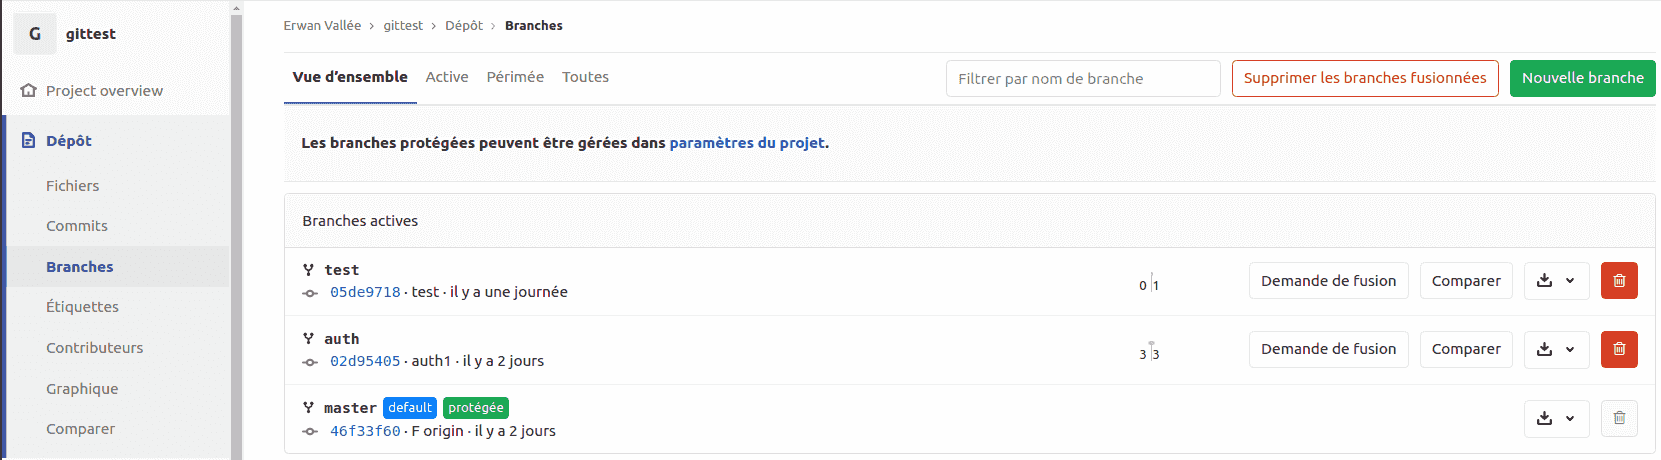 G gittest
Project overview
Dépôt
Fichiers
Commits
Branches
Étiquettes
Contributeurs
Graphique
Comparer
Erwan Vallée › gittest › Dépôt › Branches
Vue d'ensemble Active Périmée Toutes Filtrer par nom de branche Supprimer les branches fusionnées Nouvelle branche
Les branches protégées peuvent être gérées dans paramètres du projet.
Branches actives
test
05de9718 · test · il y a une journée 0 1 Demande de fusion Comparer
auth
02d95405 · auth1 · il y a 2 jours 3 3 Demande de fusion Comparer
master default protégée
46f33f60 · F origin · il y a 2 jours